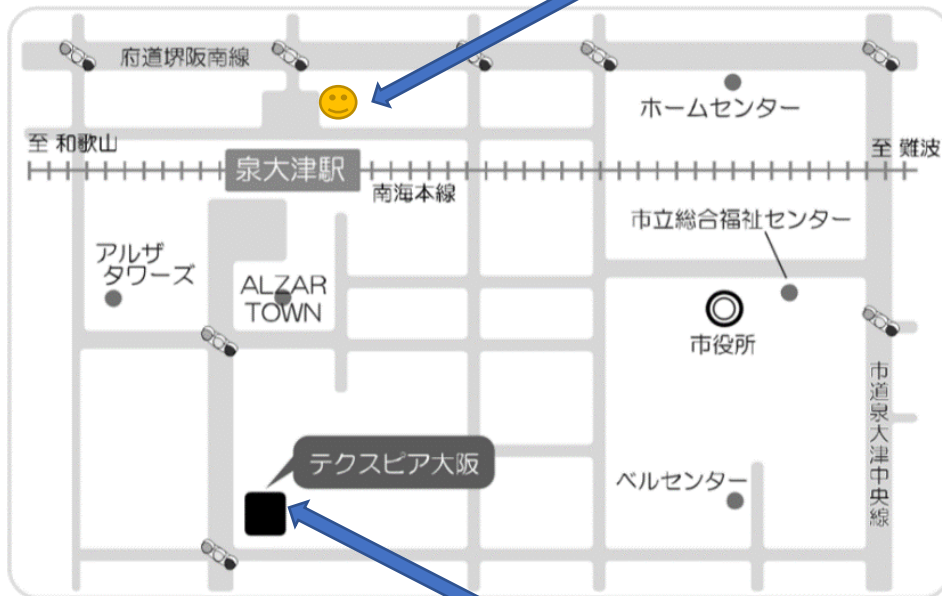 府道堺阪南線
ホームセンター
至 和歌山
至 難波
泉大津駅
南海本線
市立総合福祉センター
アルザ
タワーズ
ALZAR
TOWN
市役所
市道泉大津中央線
テクスピア大阪
ベルセンター